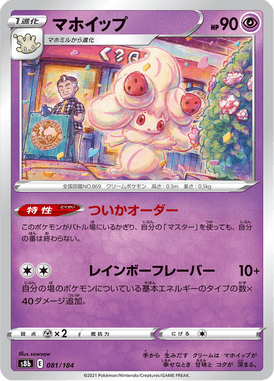 1進化
マホイップ
HP90
マホミルから進化
全国図鑑NO.869 クリームポケモン 高さ:0.3m 重さ:0.5kg
特性 ついかオーダー
このポケモンがバトル場にいるかぎり、自分の「マスター」を使っても、自分の番は終わらない。
レインボーフレーバー 10+
自分の場のポケモンについている基本エネルギーのタイプの数×40ダメージ追加。
弱点 ×2 抵抗力 にげる
Illus.sowsow
s8b E 081/184
手から 生みだす クリームは マホイップが
幸せなとき 甘味と コクが 深まる。
©2021 Pokémon/Nintendo/Creatures/GAME FREAK.